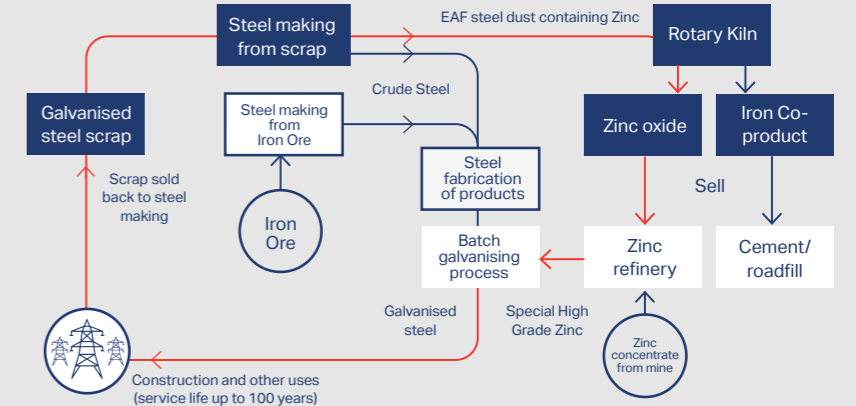 EAF steel dust containing Zinc
Steel making
from scrap
Rotary Kiln
Crude Steel
Galvanised
steel scrap
Steel making
from
Iron Ore
Zinc oxide
Iron Co-
product
Scrap sold
back to steel
making
Steel
fabrication
of products
Sell
Iron
Ore
Batch
galvanising
process
Zinc
refinery
Cement/
roadfill
Galvanised
steel
Special High
Grade Zinc
Zinc
concentrate
from mine
Construction and other uses
(service life up to 100 years)